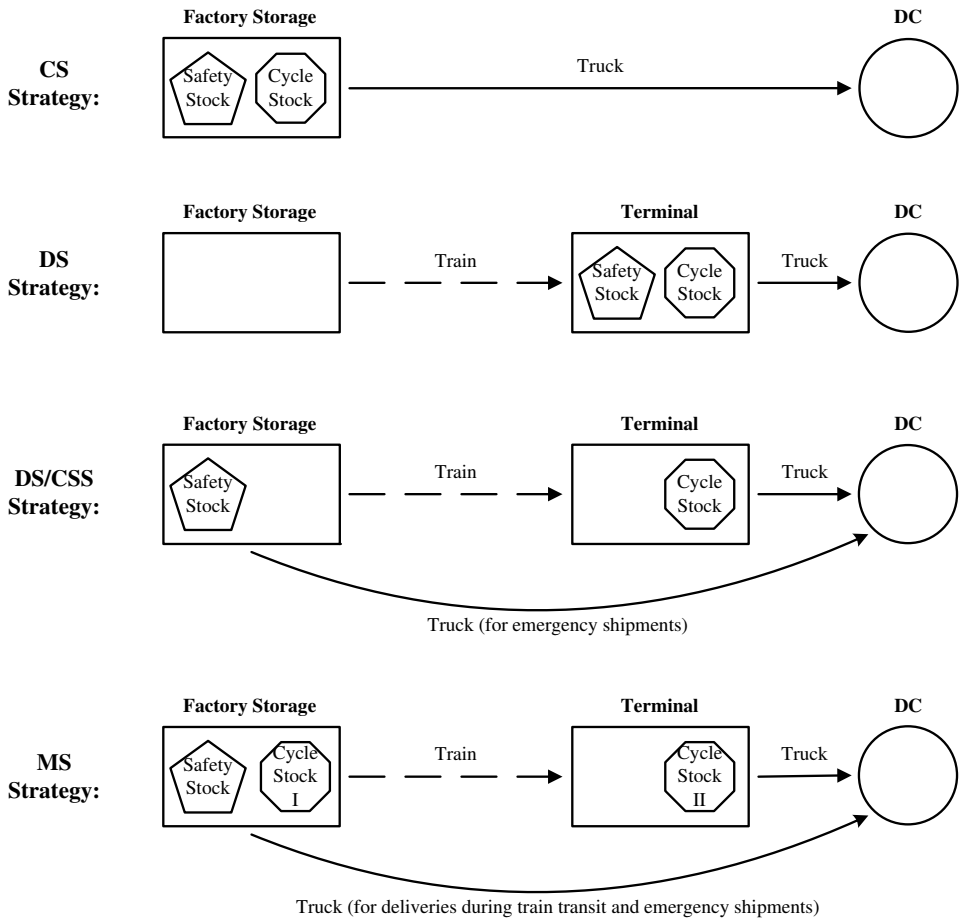 Factory Storage
DC
CS
Strategy:
Safety
Stock
Cycle
Stock
Truck
Factory Storage
Terminal
DC
DS
Strategy:
Train
Safety
Stock
Cycle
Stock
Truck
Factory Storage
Terminal
DC
DS/CSS
Strategy:
Safety
Stock
Train
Cycle
Stock
Truck
Truck (for emergency shipments)
Factory Storage
Terminal
DC
MS
Strategy:
Safety
Stock
Cycle
Stock
I
Train
Cycle
Stock
II
Truck
Truck (for deliveries during train transit and emergency shipments)